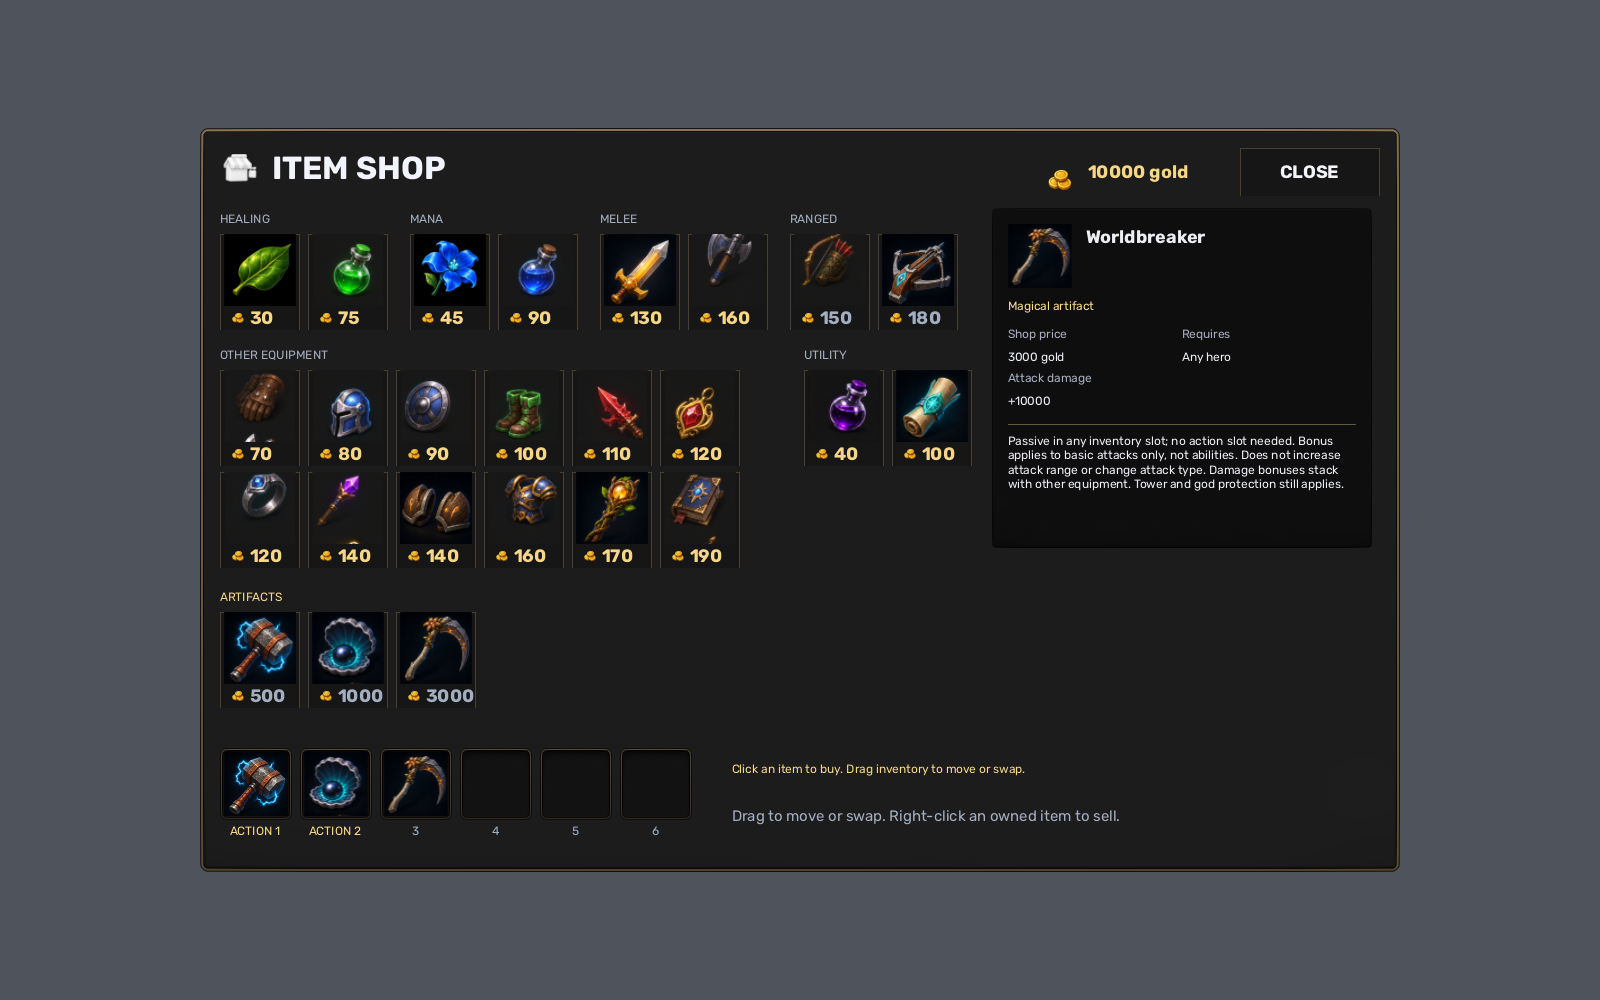 ITEM SHOP
10000 gold
CLOSE
HEALING
MANA
MELEE
RANGED
30
75
45
90
130
160
150
180
Worldbreaker
Magical artifact
Shop price
Requires
3000 gold
Any hero
Attack damage
+10000
Passive in any inventory slot; no action slot needed. Bonus
applies to basic attacks only, not abilities. Does not increase
attack range or change attack type. Damage bonuses stack
with other equipment. Tower and god protection still applies.
OTHER EQUIPMENT
UTILITY
70
80
90
100
110
120
40
100
120
140
140
160
170
190
ARTIFACTS
500
1000
3000
ACTION 1
ACTION 2
3
4
5
6
Click an item to buy. Drag inventory to move or swap.
Drag to move or swap. Right-click an owned item to sell.